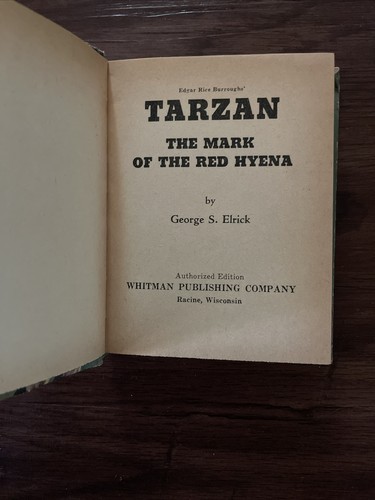 Edgar Rice Burroughs'
TARZAN
THE MARK
OF THE RED HYENA
by
George S. Elrick
Authorized Edition
WHITMAN PUBLISHING COMPANY
Racine, Wisconsin